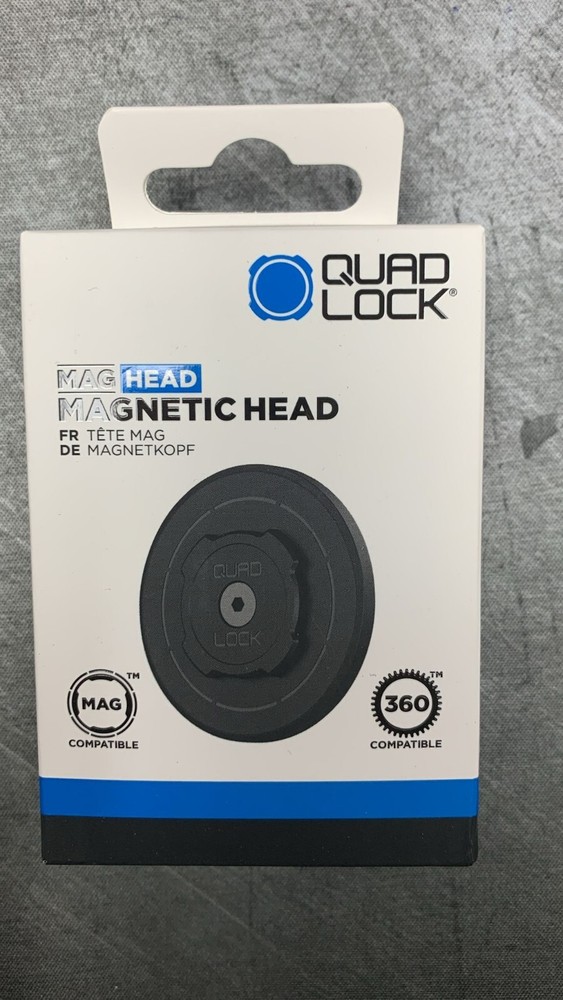 QUAD
LOCK®
MAG HEAD
MAGNETIC HEAD
FR TÊTE MAG
DE MAGNETKOPF
QUAD
LOCK
MAG™
COMPATIBLE
360™
COMPATIBLE